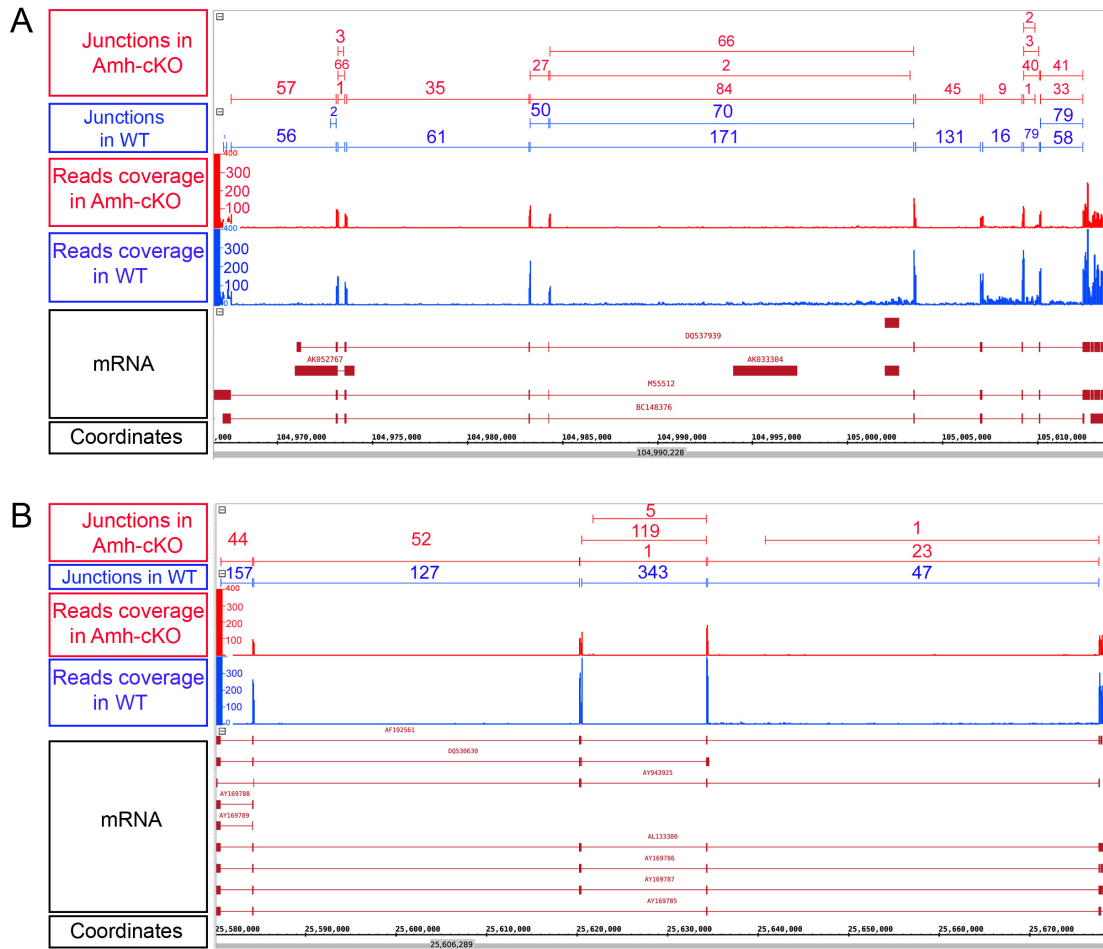 A
Junctions in
Amh-cKO
2
3
66
3
66
27
2
40
41
57
1
35
84
45
9
1
33
Junctions
in WT
2
50
70
79
56
61
171
131
16
79
58
Reads coverage
in Amh-cKO
400
300
200
100
Reads coverage
in WT
400
300
200
100
0
mRNA
DQ537939
AK052767
AK033304
M55512
BC148376
Coordinates
,000
104,970,000
104,975,000
104,980,000
104,985,000
104,990,000
104,995,000
105,000,000
105,005,000
105,010,000
104,990,228
B
Junctions in
Amh-cKO
5
44
52
119
1
1
23
Junctions in WT
157
127
343
47
Reads coverage
in Amh-cKO
400
300
200
100
Reads coverage
in WT
300
200
100
0
mRNA
AF192561
DQ530630
AY943925
AY169788
AY169789
AL133300
AY169786
AY169787
AY169785
Coordinates
25,580,000
25,590,000
25,600,000
25,610,000
25,620,000
25,630,000
25,640,000
25,650,000
25,660,000
25,670,000
25,606,289